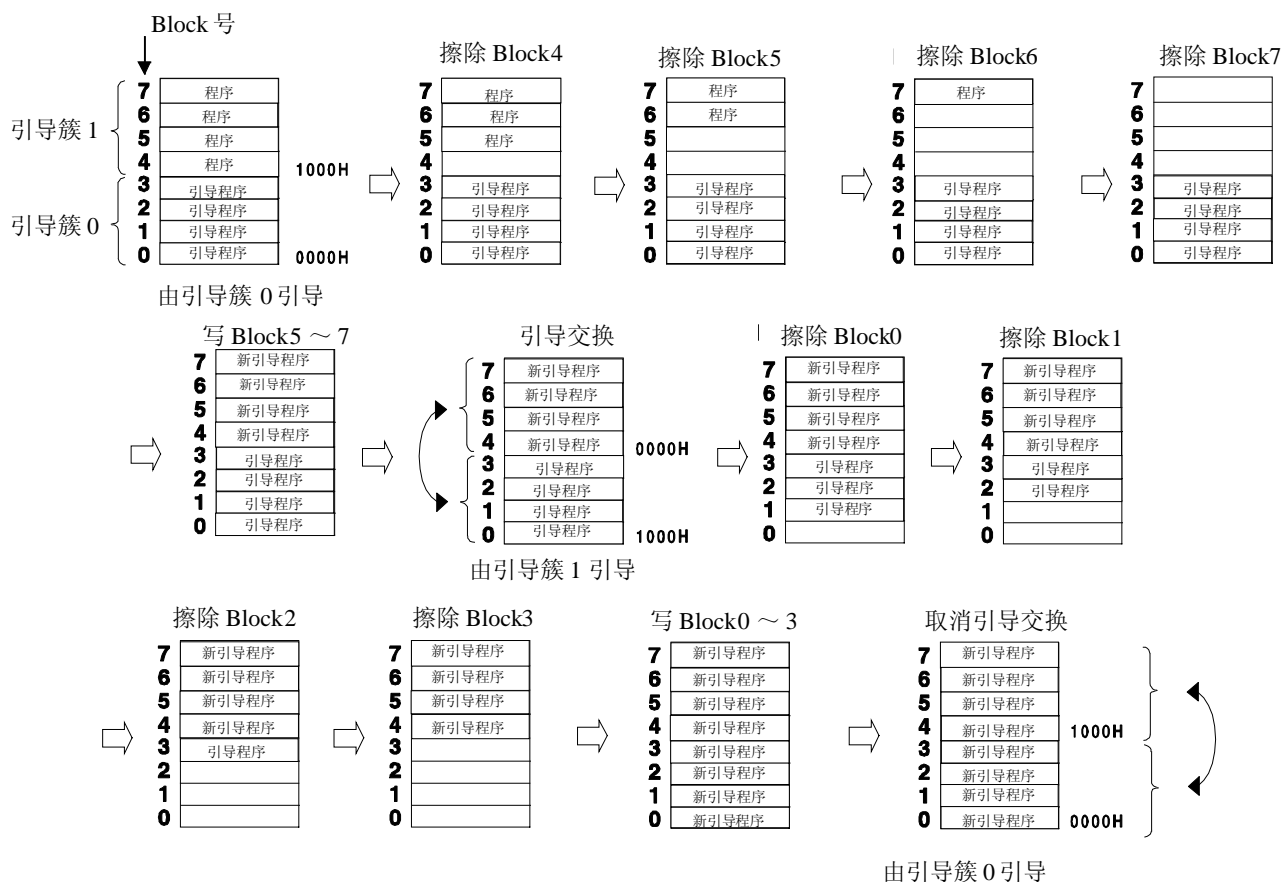 Block 号
7 程序
6 程序
5 程序
4 程序
3 引导程序
2 引导程序
1 引导程序
0 引导程序
引导簇 1
引导簇 0
1000H
0000H
由引导簇 0 引导
擦除 Block4
7 程序
6 程序
5 程序
4
3 引导程序
2 引导程序
1 引导程序
0 引导程序
擦除 Block5
7 程序
6 程序
5
4
3 引导程序
2 引导程序
1 引导程序
0 引导程序
擦除 Block6
7 程序
6
5
4
3 引导程序
2 引导程序
1 引导程序
0 引导程序
擦除 Block7
7
6
5
4
3 引导程序
2 引导程序
1 引导程序
0 引导程序
写 Block5 ～ 7
7 新引导程序
6 新引导程序
5 新引导程序
4 新引导程序
3 引导程序
2 引导程序
1 引导程序
0 引导程序
引导交换
7 新引导程序
6 新引导程序
5 新引导程序
4 新引导程序
3 引导程序
2 引导程序
1 引导程序
0 引导程序
0000H
1000H
由引导簇 1 引导
擦除 Block0
7 新引导程序
6 新引导程序
5 新引导程序
4 新引导程序
3 引导程序
2 引导程序
1 引导程序
0
擦除 Block1
7 新引导程序
6 新引导程序
5 新引导程序
4 新引导程序
3 引导程序
2 引导程序
1
0
擦除 Block2
7 新引导程序
6 新引导程序
5 新引导程序
4 新引导程序
3 引导程序
2
1
0
擦除 Block3
7 新引导程序
6 新引导程序
5 新引导程序
4 新引导程序
3
2
1
0
写 Block0 ～ 3
7 新引导程序
6 新引导程序
5 新引导程序
4 新引导程序
3 新引导程序
2 新引导程序
1 新引导程序
0 新引导程序
取消引导交换
7 新引导程序
6 新引导程序
5 新引导程序
4 新引导程序
3 新引导程序
2 新引导程序
1 新引导程序
0 新引导程序
1000H
0000H
由引导簇 0 引导